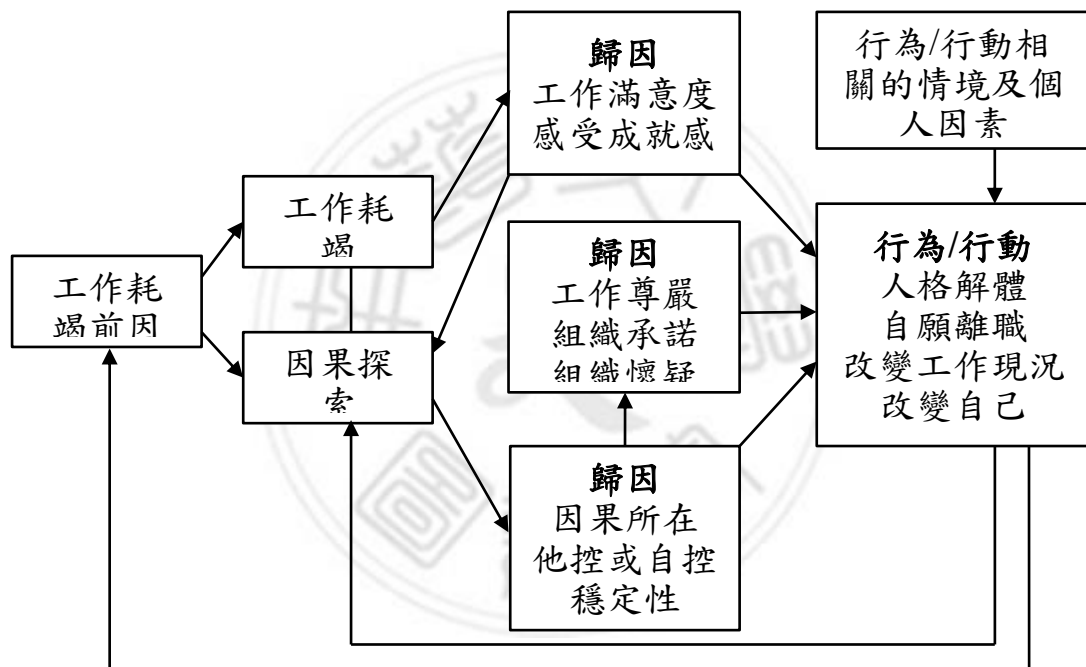 工作耗
竭前因
工作耗
竭
因果探
索
歸因
工作滿意度
感受成就感
歸因
工作尊嚴
組織承諾
組織懷疑
歸因
因果所在
他控或自控
穩定性
行為/行動相
關的情境及個
人因素
行為/行動
人格解體
自願離職
改變工作現況
改變自己